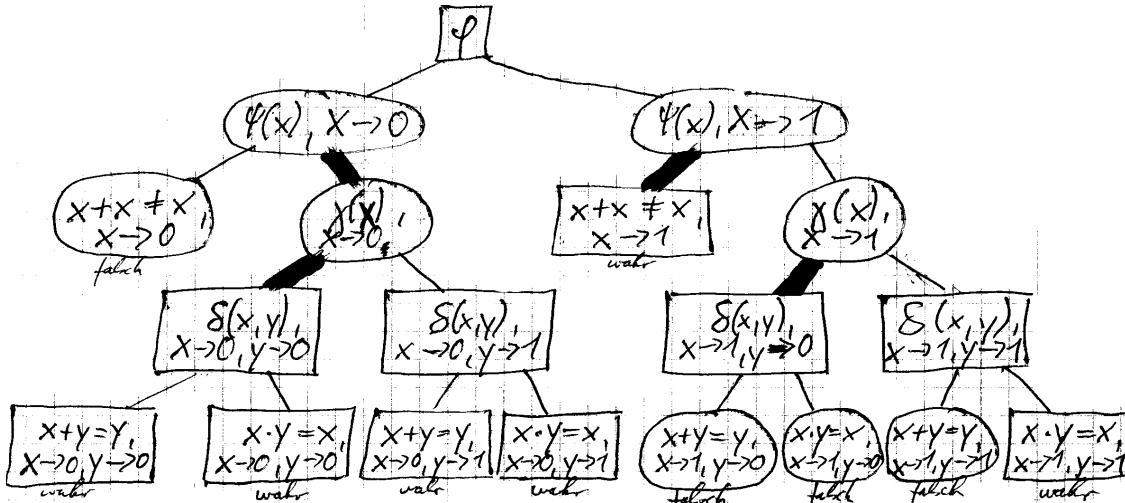 φ
ψ(x), x→0
ψ(x), x→1
x+x≠x,
x→0
falsch
χ(x),
x→0,
x+x≠x,
x→1
wahr
χ(x),
x→1
δ(x,y),
x→0, y→0
δ(x,y),
x→0, y→1
δ(x,y),
x→1, y→0
δ(x,y),
x→1, y→1
x+y=y,
x→0, y→0
wahr
x·y=x,
x→0, y→0
wahr
x+y=y,
x→0, y→1
wahr
x·y=x,
x→0, y→1
wahr
x+y=y,
x→1, y→0
falsch
x·y=x,
x→1, y→0
falsch
x+y=y,
x→1, y→1
falsch
x·y=x,
x→1, y→1
wahr